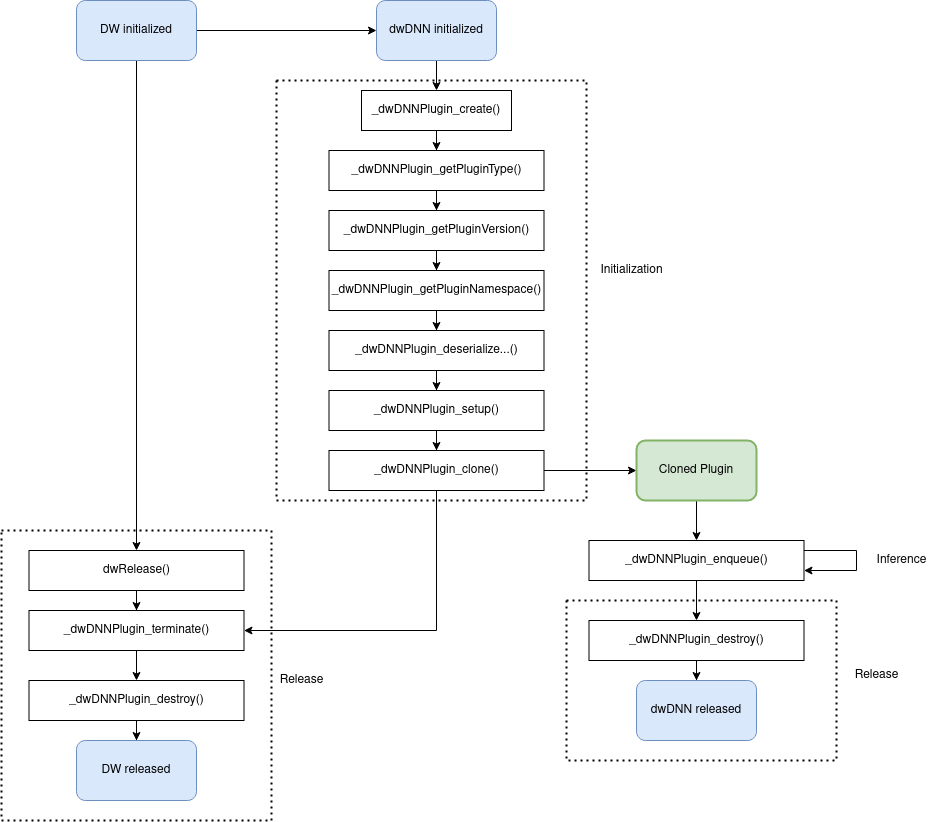 DW initialized
dwDNN initialized
_dwDNNPlugin_create()
_dwDNNPlugin_getPluginType()
_dwDNNPlugin_getPluginVersion()
Initialization
_dwDNNPlugin_getPluginNamespace()
_dwDNNPlugin_deserialize...()
_dwDNNPlugin_setup()
_dwDNNPlugin_clone()
Cloned Plugin
_dwDNNPlugin_enqueue()
Inference
dwRelease()
_dwDNNPlugin_terminate()
_dwDNNPlugin_destroy()
Release
_dwDNNPlugin_destroy()
Release
dwDNN released
DW released